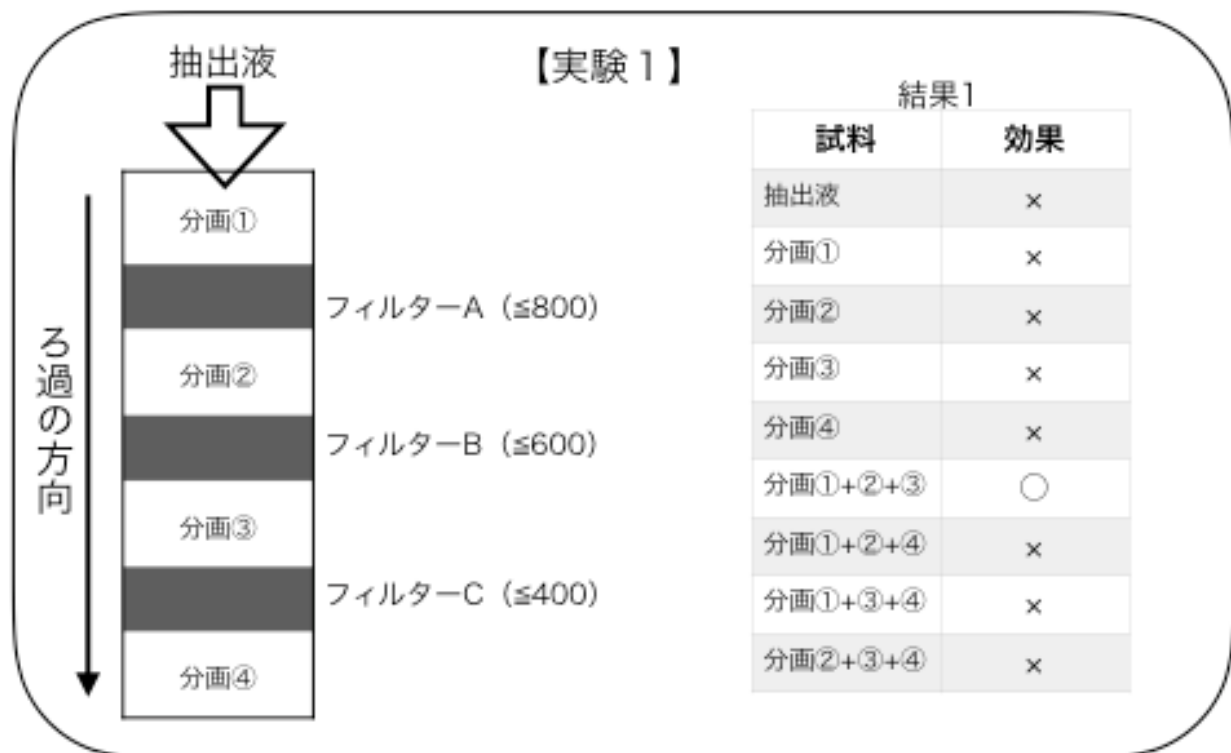 【実験１】
抽出液
分画①
フィルターA（≦800）
分画②
フィルターB（≦600）
分画③
フィルターC（≦400）
分画④
ろ過の方向
結果1
試料 効果
抽出液 ×
分画① ×
分画② ×
分画③ ×
分画④ ×
分画①+②+③ ○
分画①+②+④ ×
分画①+③+④ ×
分画②+③+④ ×